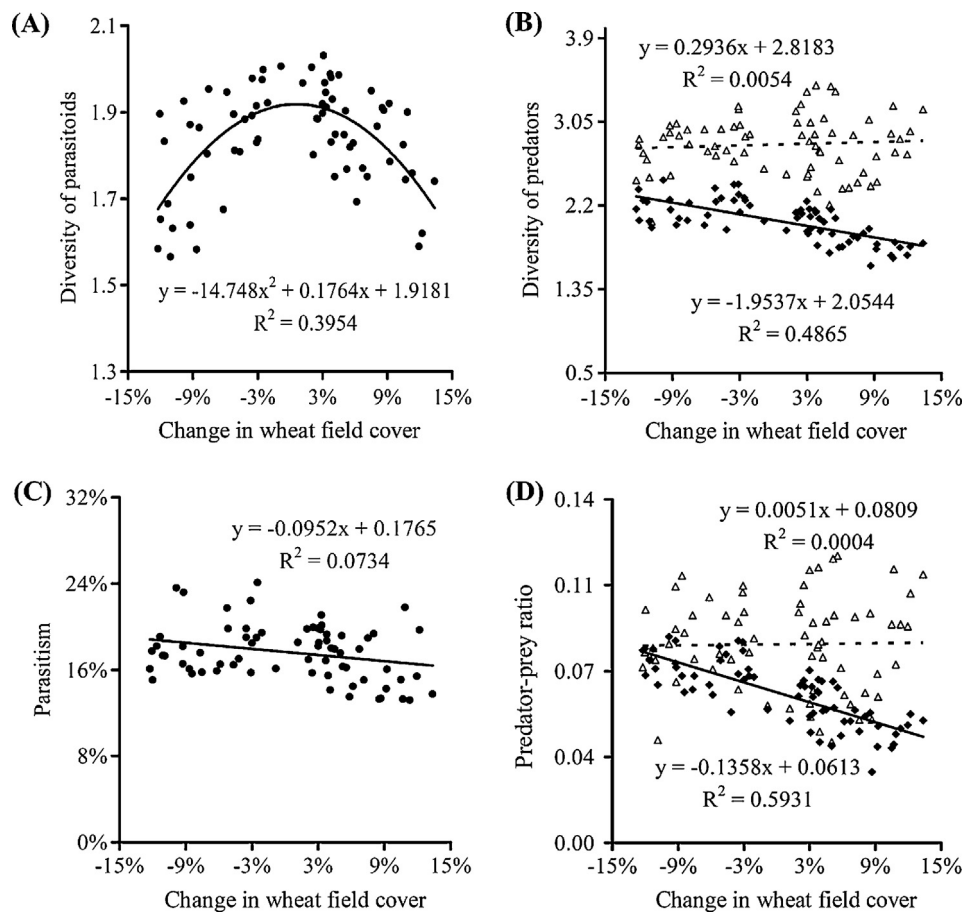 (A)
2.1
1.9
1.7
1.5
1.3
Diversity of parasitoids
y = -14.748x² + 0.1764x + 1.9181
R² = 0.3954
-15% -9% -3% 3% 9% 15%
Change in wheat field cover
(B)
3.9
3.05
2.2
1.35
0.5
Diversity of predators
y = 0.2936x + 2.8183
R² = 0.0054
y = -1.9537x + 2.0544
R² = 0.4865
-15% -9% -3% 3% 9% 15%
Change in wheat field cover
(C)
32%
24%
16%
8%
0%
Parasitism
y = -0.0952x + 0.1765
R² = 0.0734
-15% -9% -3% 3% 9% 15%
Change in wheat field cover
(D)
0.14
0.11
0.07
0.04
0.00
Predator-prey ratio
y = 0.0051x + 0.0809
R² = 0.0004
y = -0.1358x + 0.0613
R² = 0.5931
-15% -9% -3% 3% 9% 15%
Change in wheat field cover